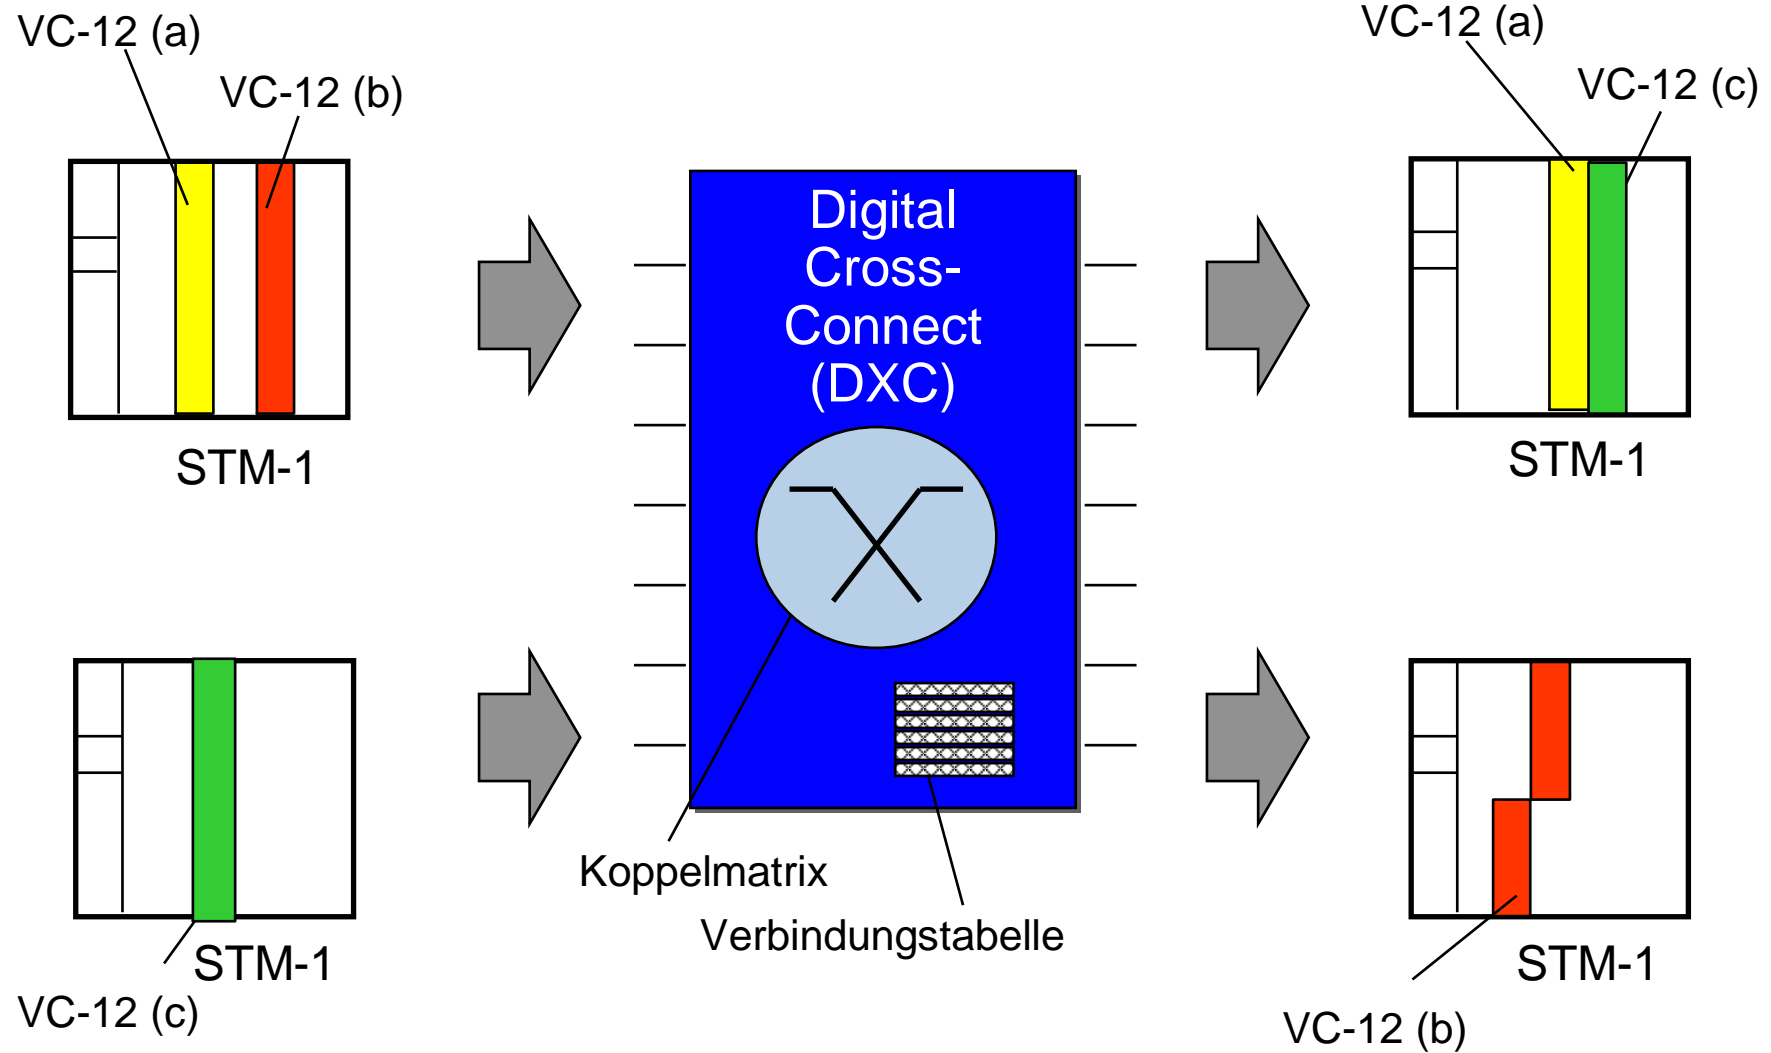 VC-12 (a)
VC-12 (b)
STM-1
VC-12 (a)
VC-12 (c)
STM-1
Digital
Cross-
Connect
(DXC)
Koppelmatrix
Verbindungstabelle
STM-1
VC-12 (c)
STM-1
VC-12 (b)